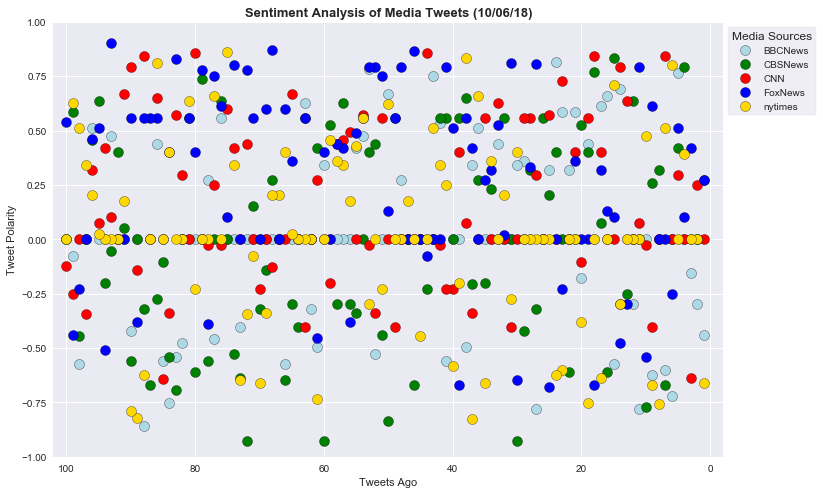 Sentiment Analysis of Media Tweets (10/06/18)
Media Sources
BBCNews
CBSNews
CNN
FoxNews
nytimes
Tweet Polarity
1.00
0.75
0.50
0.25
0.00
−0.25
−0.50
−0.75
−1.00
100 80 60 40 20 0
Tweets Ago